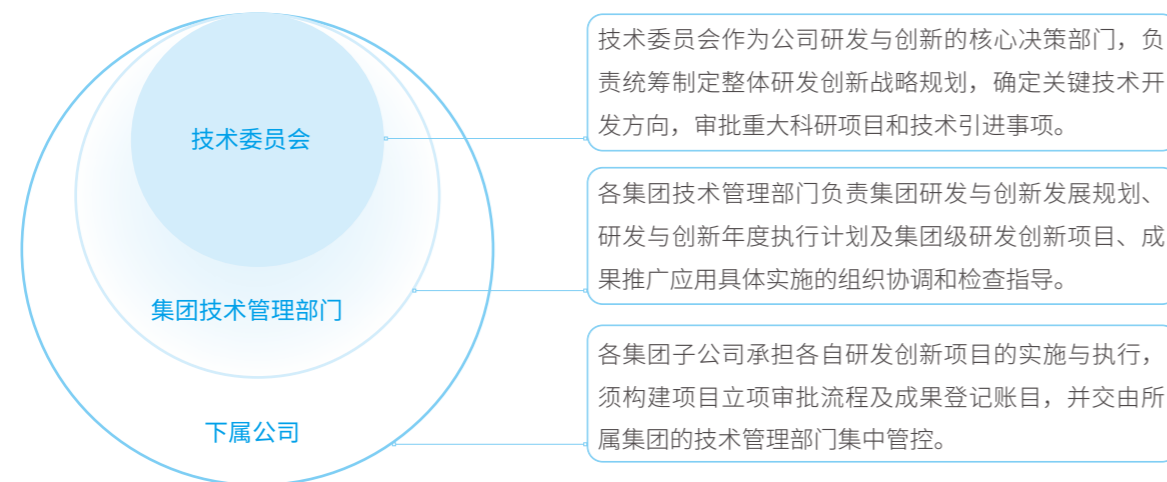 技术委员会
技术委员会作为公司研发与创新的核心决策部门，负
责统筹制定整体研发创新战略规划，确定关键技术开
发方向，审批重大科研项目和技术引进事项。
集团技术管理部门
各集团技术管理部门负责集团研发与创新发展规划、
研发与创新年度执行计划及集团级研发创新项目、成
果推广应用具体实施的组织协调和检查指导。
下属公司
各集团子公司承担各自研发创新项目的实施与执行，
须构建项目立项审批流程及成果登记账目，并交由所
属集团的技术管理部门集中管控。